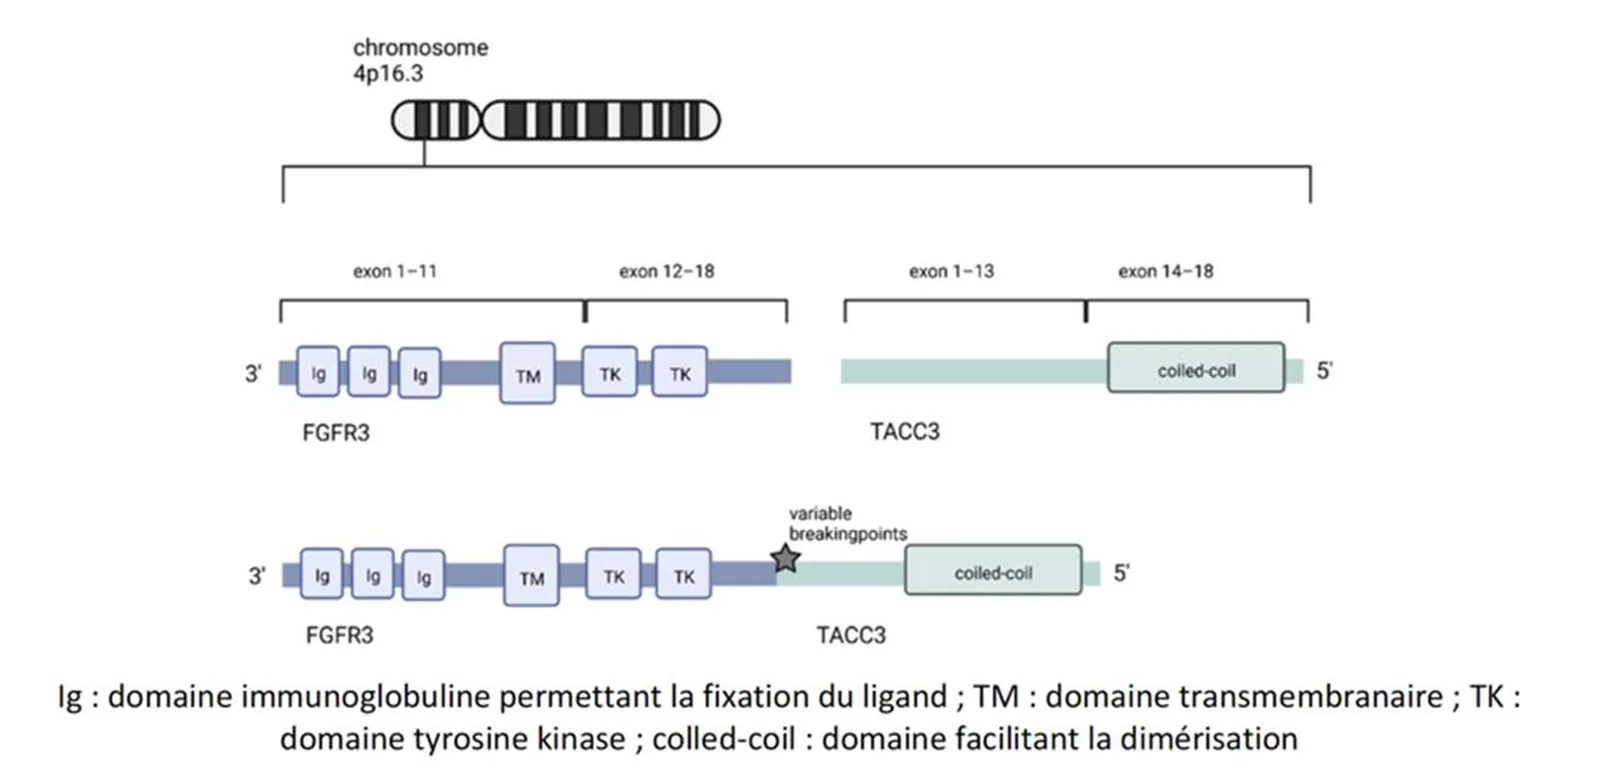 chromosome
4p16.3
exon 1–11 exon 12–18 exon 1–13 exon 14–18
3' Ig Ig Ig TM TK TK coiled-coil 5'
FGFR3 TACC3
variable
breakingpoints
3' Ig Ig Ig TM TK TK coiled-coil 5'
FGFR3 TACC3
Ig : domaine immunoglobuline permettant la fixation du ligand ; TM : domaine transmembranaire ; TK :
domaine tyrosine kinase ; colled-coil : domaine facilitant la dimérisation